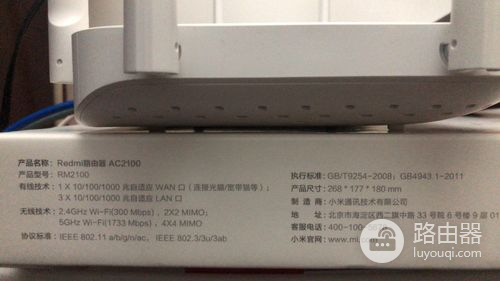 产品名称：Redmi路由器 AC2100
产品型号：RM2100
有线技术：1 X 10/100/1000 兆自适应 WAN 口（连接光猫/宽带猫等）；
3 X 10/100/1000 兆自适应 LAN 口
无线技术：2.4GHz Wi-Fi(300 Mbps)，2X2 MIMO；
5GHz Wi-Fi(1733 Mbps)，4X4 MIMO
协议标准：IEEE 802.11 a/b/g/n/ac，IEEE 802.3/3u/3ab
执行标准：GB/T9254-2008；GB4943.1-2011
产品尺寸：268 * 177 * 180 mm
制 造 商：小米通讯技术有限公司
地 址：北京市海淀区西二旗中路 33 号院 6 号楼 9 层 01
客服电话：400-100-
小米官网：www.mi.
路由器
luyouqi.com